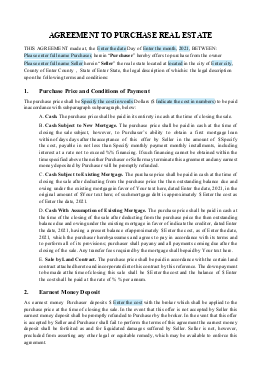 AGREEMENT TO PURCHASE REAL ESTATE
THIS AGREEMENT made at, the Enter the date Day of Enter the month, 2021, BETWEEN:
Please enter full name Purchaser, herein "Purchaser" hereby offers to purchase from the owner
Please enter full name Seller herein "Seller" the real estate located at located in the city of Enter city,
County of Enter County , State of Enter State, the legal description of which is: the legal description
upon the following terms and conditions:
1. Purchase Price and Conditions of Payment
The purchase price shall be Specify the cost in words Dollars ($ Indicate the cost in numbers) to be paid
in accordance with subparagraph subparagraph, below:
A. Cash. The purchase price shall be paid in its entirety in cash at the time of closing the sale.
B. Cash Subject to New Mortgage. The purchase price shall be paid in cash at the time of
closing the sale subject, however, to Purchaser's ability to obtain a first mortgage loan
within days after the acceptance of this offer by Seller in the amount of $ Specify
the cost, payable in not less than Specify monthly payment monthly installments, including
interest at a rate not to exceed % financing. If such financing cannot be obtained within the
time specified above then either Purchaser or Seller may terminate this agreement and any earnest
money deposited by Purchaser will be promptly refunded.
C. Cash Subject to Existing Mortgage. The purchase price shall be paid in cash at the time of
closing the sale after deducting from the purchase price the then outstanding balance due and
owing under the existing mortgage in favor of Your text here, dated Enter the date, 2021, in the
original amount of $ Your text here, of such mortgage debt is approximately $ Enter the cost as
of Enter the date, 2021.
D. Cash With Assumption of Existing Mortgage. The purchase price shall be paid in cash at
the time of the closing of the sale after deducting from the purchase price the then outstanding
balance due and owing under the existing mortgage in favor of indicate the creditor, dated Enter
the date, 2021, having a present balance of approximately $ Enter the cost, as of Enter the date,
2021, which the purchaser hereby assumes and agrees to pay in accordance with its terms and
to perform all of its provisions; purchaser shall pay any and all payments coming due after the
closing of the sale. Any transfer fees required by the mortgagee shall be paid by Your text here.
E. Sale by Land Contract. The purchase price shall be paid in accordance with the certain land
contract attached hereto and incorporated into this contract by this reference. The down payment
to be made at the time of closing this sale shall be $ Enter the cost and the balance of $ Enter
the cost shall be paid at the rate of % % per annum.
2. Earnest Money Deposit
As earnest money Purchaser deposits $ Enter the cost with the broker which shall be applied to the
purchase price at the time of closing the sale. In the event that this offer is not accepted by Seller this
earnest money deposit shall be promptly refunded to Purchaser by the broker. In the event that this offer
is accepted by Seller and Purchaser shall fail to perform the terms of this agreement the earnest money
deposit shall be forfeited as and for liquidated damages suffered by Seller. Seller is not, however,
precluded from asserting any other legal or equitable remedy, which may be available to enforce this
agreement.